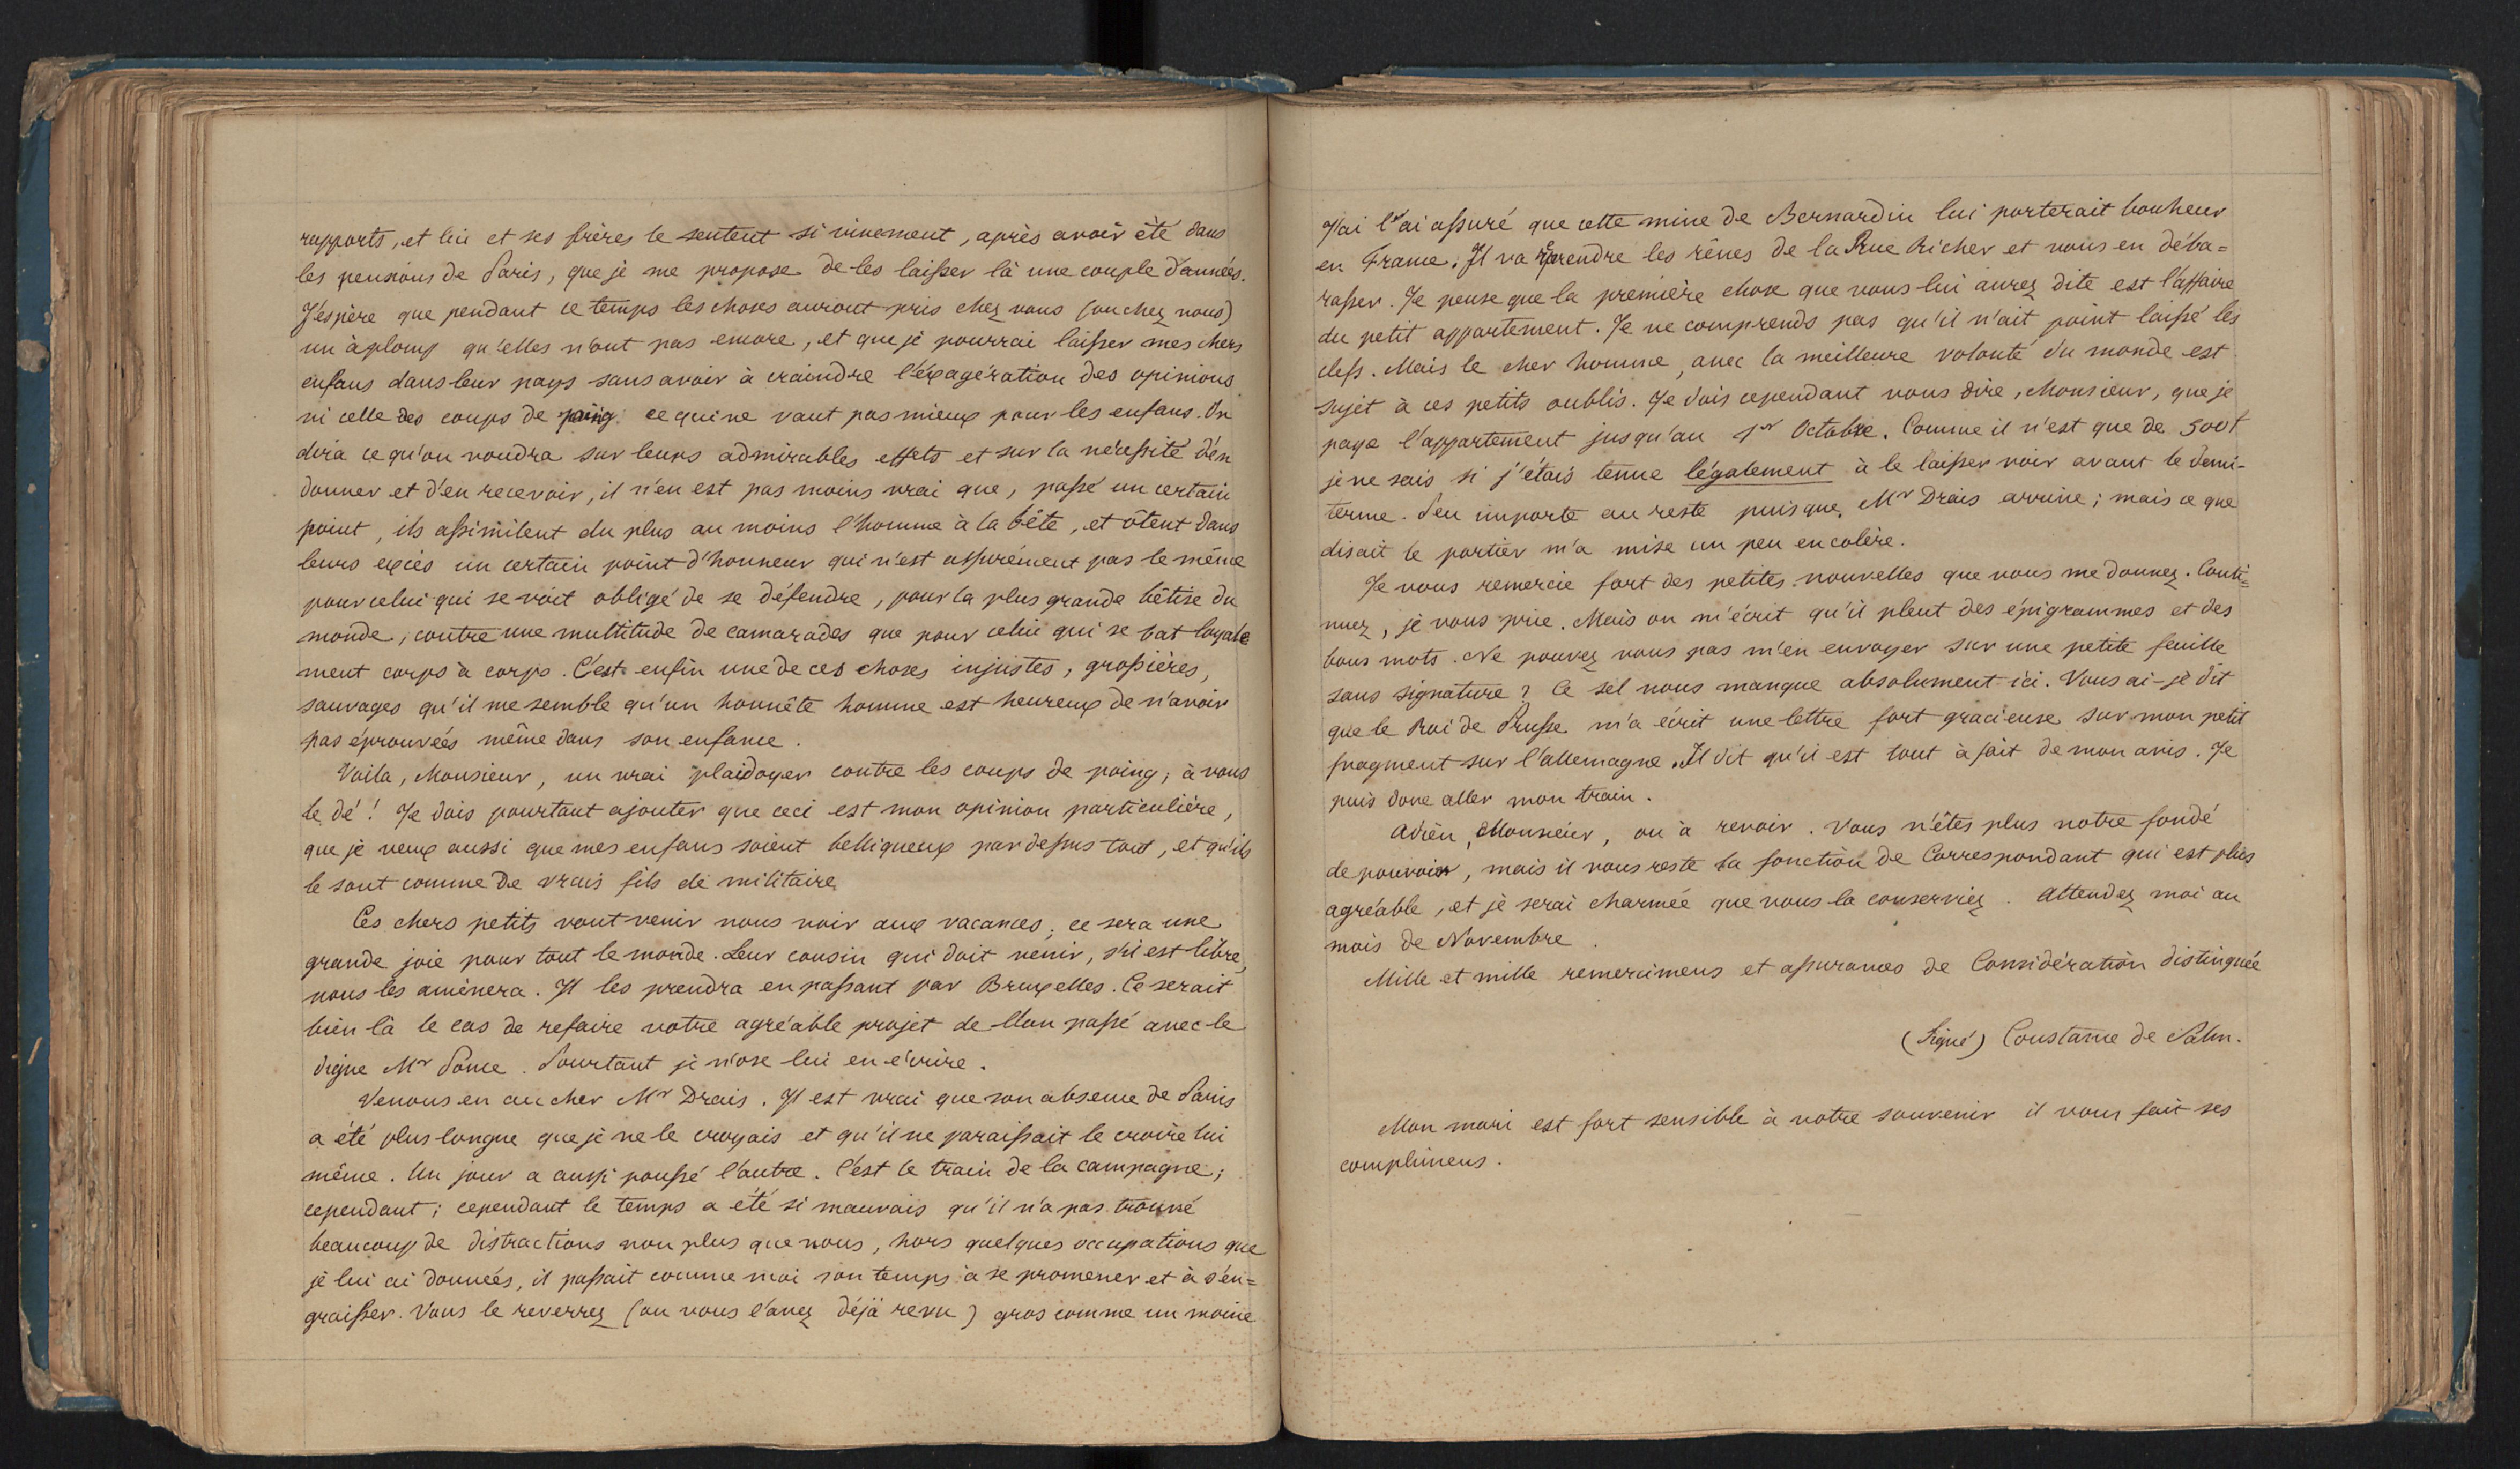 rapports, et lui et ses frères le sentent si vivement, après avoir été dans
les pensions de Paris, que je me propose de les laisser là une couple d'années.
J'espère que pendant ce temps les choses auront pris chez vous (ou chez nous)
un àplomp qu'elles n'ont pas encore, et que je pourrai laisser mes chers
enfans dans leur pays sans avoir à craindre l'éxagération des opinions
ni celle des coups de poing ce qui ne vaut pas mieux pour les enfans. On
dira ce qu'on voudra sur leurs admirables effets et sur la nécessité d'en
donner et d'en recevoir, il n'en est pas moins vrai que, passé un certain
point, ils assimilent du plus au moins l'homme à la bête, et ôtent dans
leurs excès un certain point d'honneur qui n'est assurément pas le même
pour celui qui se voit obligé de se défendre, pour la plus grande bêtise du
monde, contre une multitude de camarades que pour celui qui se bat loyale
ment corps à corps. C'est enfin une de ces choses injustes, grossières,
sauvages qu'il me semble qu'un honnête homme est heureux de n'avoir
pas éprouvées même dans son enfance.
Voila, Monsieur, un vrai plaidoyer contre les coups de poing; à vous
le dé! Je dois pourtant ajouter que ceci est mon opinion particulière,
que je veux aussi que mes enfans soient belliqueux par dessus tout, et qu'ils
le sont comme de vrais fils de militaire
Ces chers petits vont venir nous voir aux vacances; ce sera une
grande joie pour tout le monde. Leur cousin qui doit venir, s'il est libre,
nous les amènera. Il les prendra en passant par Bruxelles. Ce serait
bien là le cas de refaire votre agréable projet de l'an passé avec le
digne Mr Ponce. Pourtant je n'ose lui en écrire.
Venons en au cher Mr Drais. Il est vrai que son absence de Paris
a été plus longue que je ne le croyais et qu'il ne paraissait le croire lui
même. Un jour a aussi poussé l'autre. C'est le train de la campagne;
cependant; cependant le temps a été si mauvais qu'il n'a pas trouvé
beaucoup de distractions non plus que nous, hors quelques occupations que
je lui ai données, il passait comme moi son temps à se promener et à s'en=
graisser. Vous le reverrez (ou vous l'avez déjà revu) gros comme un moine
J'ai l'ai assuré que cette mine de Bernardin lui porterait bonheur
en France. Il va reprendre les rênes de la Rue Richer et vous en déba=
rasser. Je pense que la première chose que vous lui aurez dite est l'affaire
du petit appartement. Je ne comprends pas qu'il n'ait point laissé les
clefs. Mais le cher homme, avec la meilleure volonté du monde est
sujet à ces petits oublis. Je dois cependant vous dire, Monsieur, que je
paye l'appartement jusqu'au 1er Octobre. Comme il n'est que de 500f
je ne sais si j'étais tenue légalement à le laisser voir avant le demi-
terme. Peu importe au reste puisque Mr Drais arrive; mais ce que
disait le portier m'a mise un peu en colère.
Je vous remercie fort des petites nouvelles que vous me donnez. Conti=
nuez, je vous prie. Mais on m'écrit qu'il pleut des épigrammes et des
bons mots. Ne pouvez vous pas m'en envoyer sur une petite feuille
sans signature? Ce sel nous manque absolument ici. Vous ai-je dit
que le Roi de Prusse m'a écrit une lettre fort gracieuse sur mon petit
fragment sur l'allemagne. Il dit qu'il est tout à fait de mon avis. Je
puis donc aller mon train.
Adieu, Monsieur, ou à revoir. Vous n'êtes plus notre fondé
de pouvoir, mais il vous reste la fonction de Correspondant qui est plus
agréable, et je serai charmée que vous la conserviez. Attendez moi au
mois de Novembre.
Mille et mille remercimens et assurances de Considération distinguée
(Signé) Constance de Salm.
Mon mari est fort sensible à votre souvenir il vous fait ses
complimens.